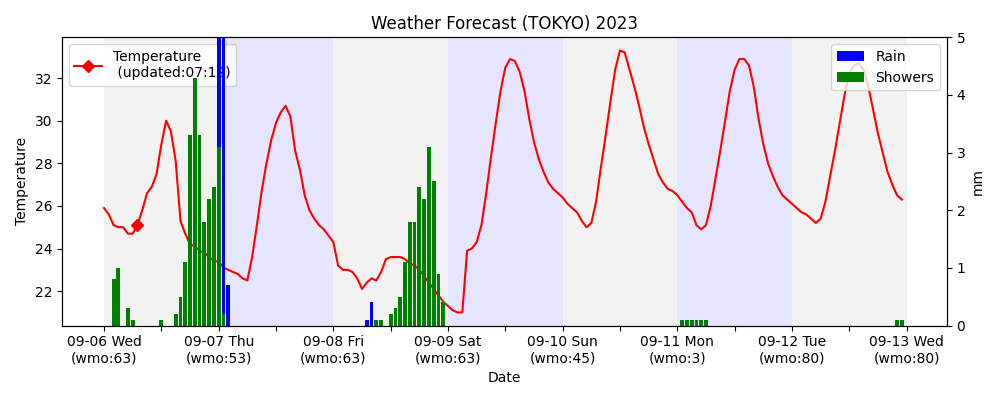 Weather Forecast (TOKYO) 2023
Temperature
(updated:07:19)
Rain
Showers
32
30
28
26
24
22
Temperature
5
4
3
2
1
0
mm
09-06 Wed
(wmo:63)
09-07 Thu
(wmo:53)
09-08 Fri
(wmo:63)
09-09 Sat
(wmo:63)
09-10 Sun
(wmo:45)
09-11 Mon
(wmo:3)
09-12 Tue
(wmo:80)
09-13 Wed
(wmo:80)
Date